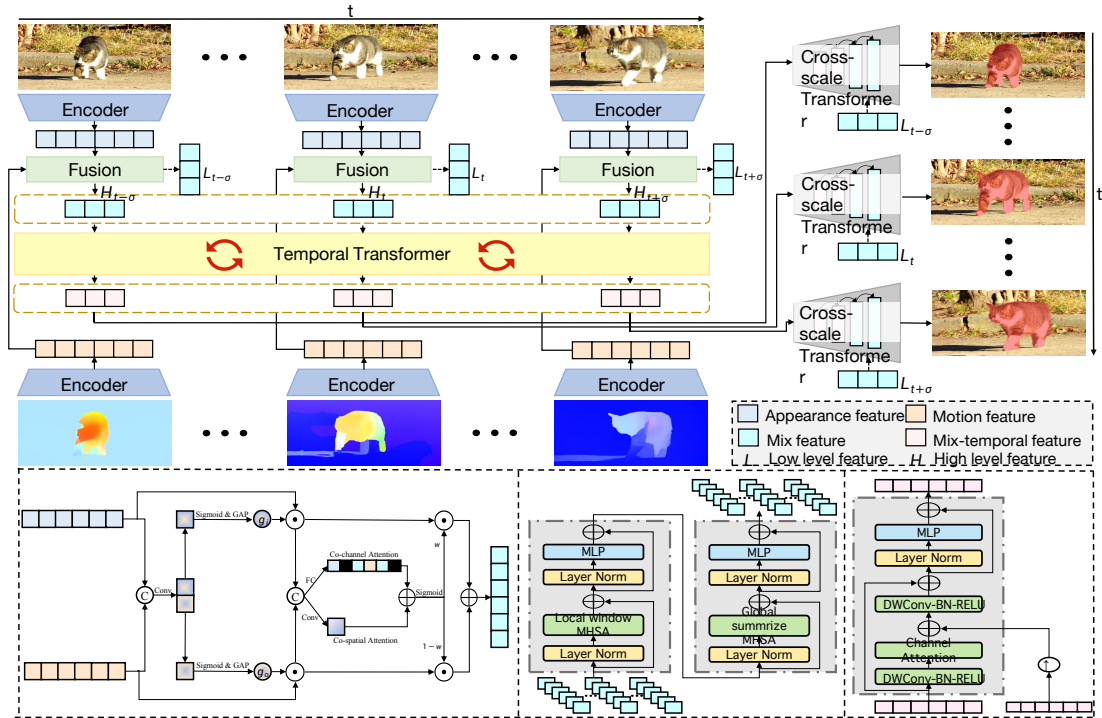 t
Encoder
Encoder
Encoder
Fusion
Fusion
Fusion
L_{t−σ}
L_t
L_{t+σ}
H_{t−σ}
H_t
H_{t+σ}
Temporal Transformer
Encoder
Encoder
Encoder
Cross-
scale
Transforme
r
L_{t−σ}
Cross-
scale
Transforme
r
L_t
Cross-
scale
Transforme
r
L_{t+σ}
t
Appearance feature
Motion feature
Mix feature
Mix-temporal feature
L Low level feature
H High level feature
Sigmoid & GAP
g
C
Conv
Sigmoid & GAP
g
C
FC
Conv
Co-channel Attention
Co-spatial Attention
Sigmoid
w
1−w
MLP
Layer Norm
Local window
MHSA
Layer Norm
MLP
Layer Norm
Global
summrize
MHSA
Layer Norm
MLP
Layer Norm
DWConv-BN-RELU
Channel
Attention
DWConv-BN-RELU